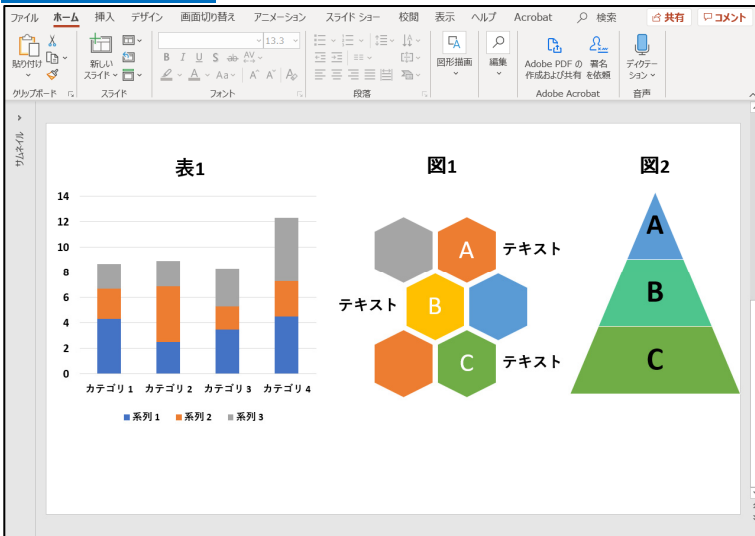 ファイル ホーム 挿入 デザイン 画面切り替え アニメーション スライド ショー 校閲 表示 ヘルプ Acrobat 検索 共有 コメント
貼り付け
新しい
スライド
13.3
B I U S ab AV
Aa A A
図形描画
編集
Adobe PDF の
作成および共有
署名
を依頼
ディクテー
ション
クリップボード スライド フォント 段落 Adobe Acrobat 音声
サムネイル
表1
14
12
10
8
6
4
2
0
カテゴリ 1 カテゴリ 2 カテゴリ 3 カテゴリ 4
系列 1 系列 2 系列 3
図1
A テキスト
テキスト B
C テキスト
図2
A
B
C